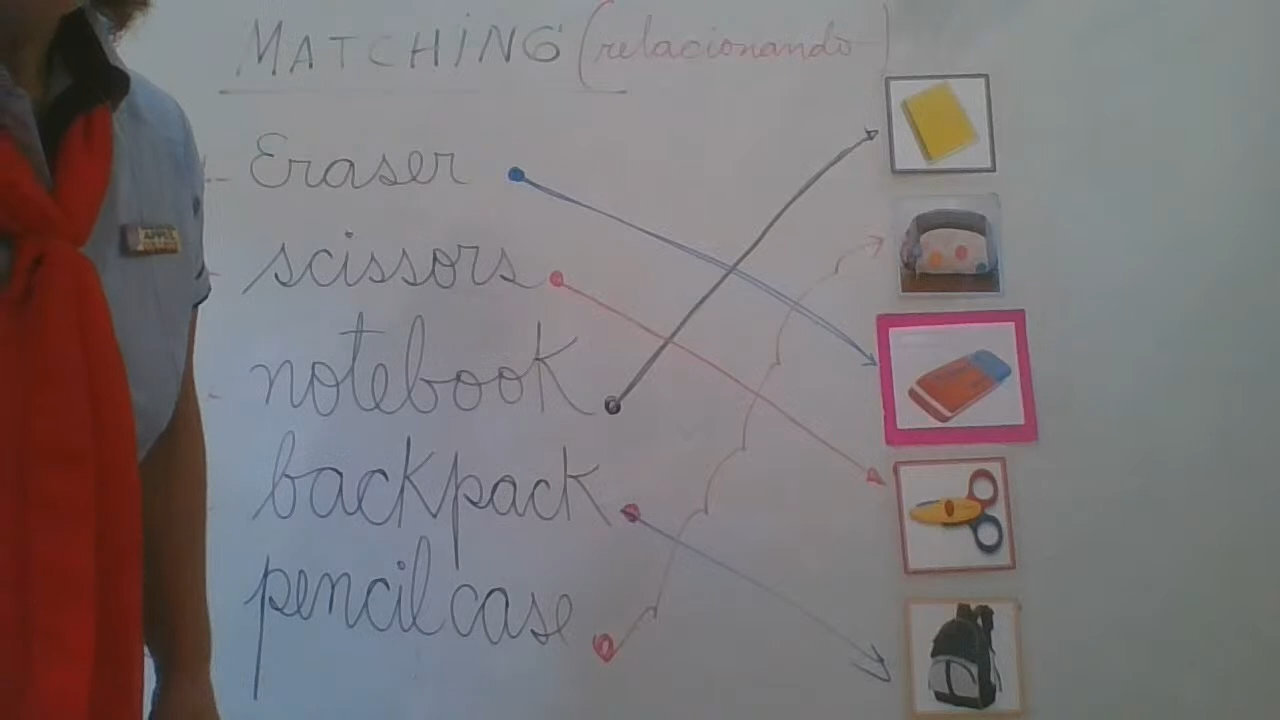 MATCHING (relacionando)
Eraser
scissors
notebook
backpack
pencil case